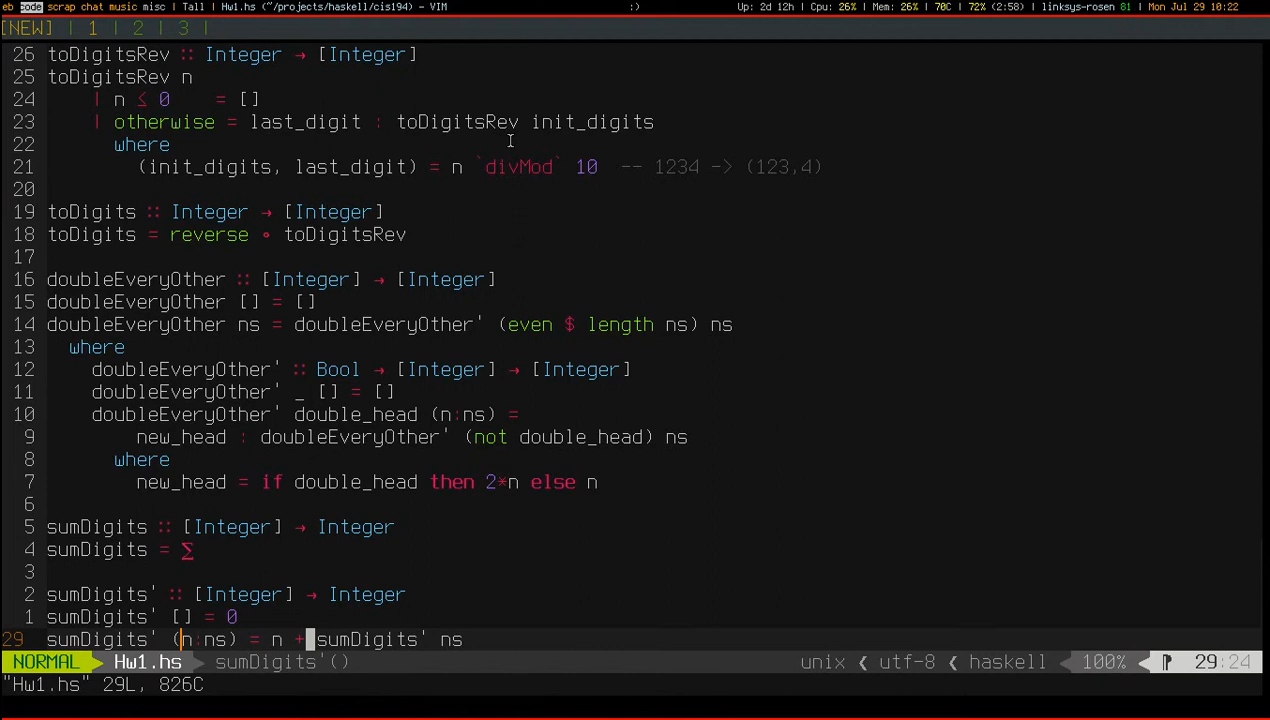 eb code scrap chat music misc | Tall | Hw1.hs (~/projects/haskell/cis194) - VIM :) Up: 2d 12h | Cpu: 26% | Mem: 26% | 70C | 72% (2:58) | linksys-rosen 81 | Mon Jul 29 10:22
[NEW] | 1 | 2 | 3 |
26 toDigitsRev :: Integer → [Integer]
25 toDigitsRev n
24 | n ≤ 0 = []
23 | otherwise = last_digit : toDigitsRev init_digits
22 where
21 (init_digits, last_digit) = n `divMod` 10 -- 1234 -> (123,4)
20
19 toDigits :: Integer → [Integer]
18 toDigits = reverse ∘ toDigitsRev
17
16 doubleEveryOther :: [Integer] → [Integer]
15 doubleEveryOther [] = []
14 doubleEveryOther ns = doubleEveryOther' (even $ length ns) ns
13 where
12 doubleEveryOther' :: Bool → [Integer] → [Integer]
11 doubleEveryOther' _ [] = []
10 doubleEveryOther' double_head (n:ns) =
9 new_head : doubleEveryOther' (not double_head) ns
8 where
7 new_head = if double_head then 2*n else n
6
5 sumDigits :: [Integer] → Integer
4 sumDigits = ∑
3
2 sumDigits' :: [Integer] → Integer
1 sumDigits' [] = 0
29 sumDigits' (n:ns) = n + sumDigits' ns
NORMAL Hw1.hs sumDigits'() unix utf-8 haskell 100% 29:24
"Hw1.hs" 29L, 826C